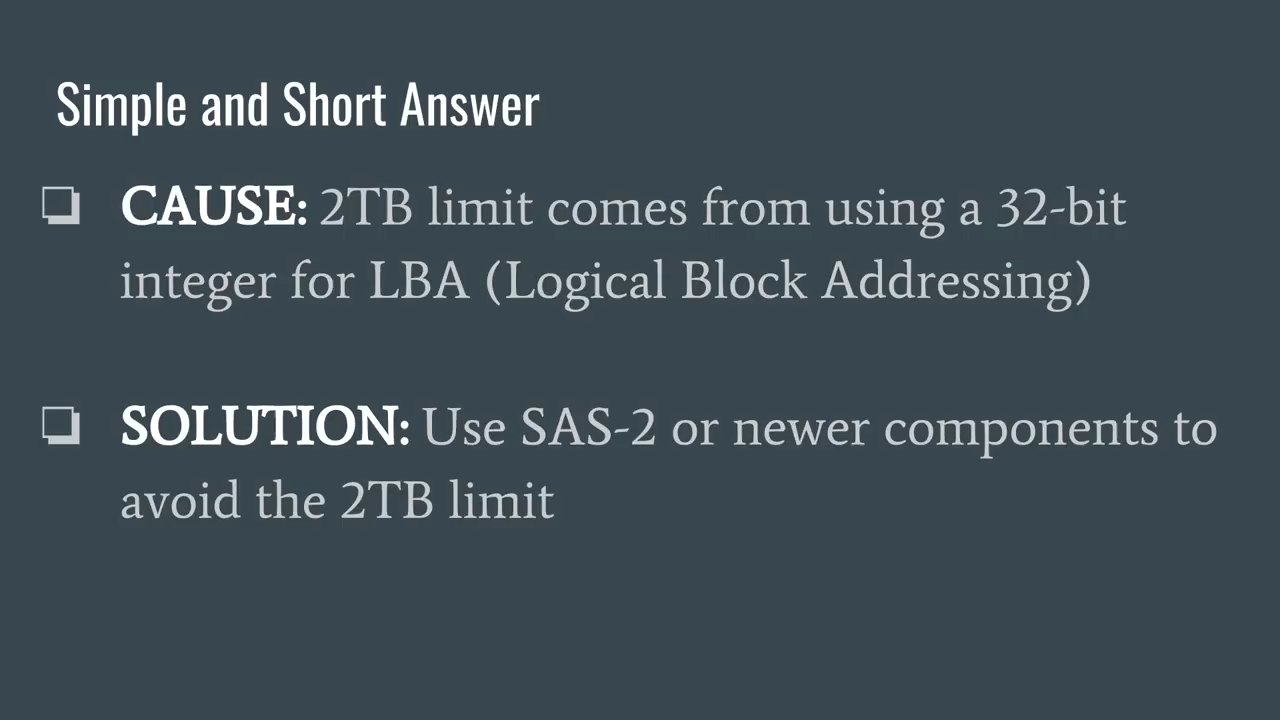 Simple and Short Answer
❏ CAUSE: 2TB limit comes from using a 32-bit
integer for LBA (Logical Block Addressing)
❏ SOLUTION: Use SAS-2 or newer components to
avoid the 2TB limit